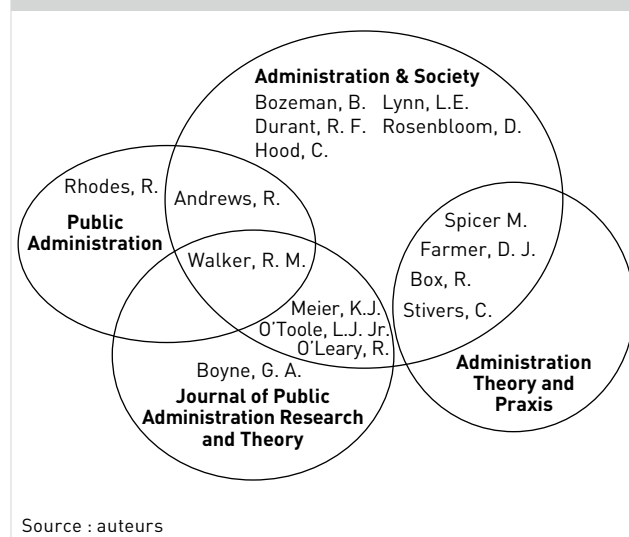 Administration & Society
Bozeman, B. Lynn, L.E.
Durant, R. F. Rosenbloom, D.
Hood, C.
Rhodes, R.
Andrews, R.
Public
Administration
Walker, R. M.
Spicer M.
Farmer, D. J.
Box, R.
Stivers, C.
Meier, K.J.
O'Toole, L.J. Jr.
O'Leary, R.
Boyne, G. A.
Journal of Public
Administration Research
and Theory
Administration
Theory and
Praxis
Source : auteurs